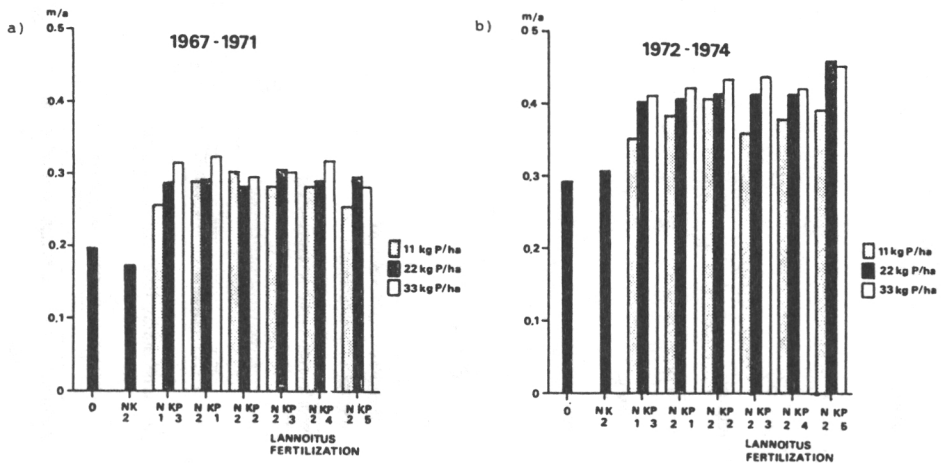 a)
m/a
1967 - 1971
0.5
0.4
0.3
0.2
0.1
0
11 kg P/ha
22 kg P/ha
33 kg P/ha
0 NK N KP N KP N KP N KP N KP N KP
2 1 3 2 1 2 2 2 3 2 4 2 5
LANNOITUS
FERTILIZATION
b)
m/a
1972 - 1974
0.5
0,4
0,3
0,2
0,1
0
11 kg P/ha
22 kg P/ha
33 kg P/ha
0 NK N KP N KP N KP N KP N KP N KP
2 1 3 2 1 2 2 2 3 2 4 2 5
LANNOITUS
FERTILIZATION